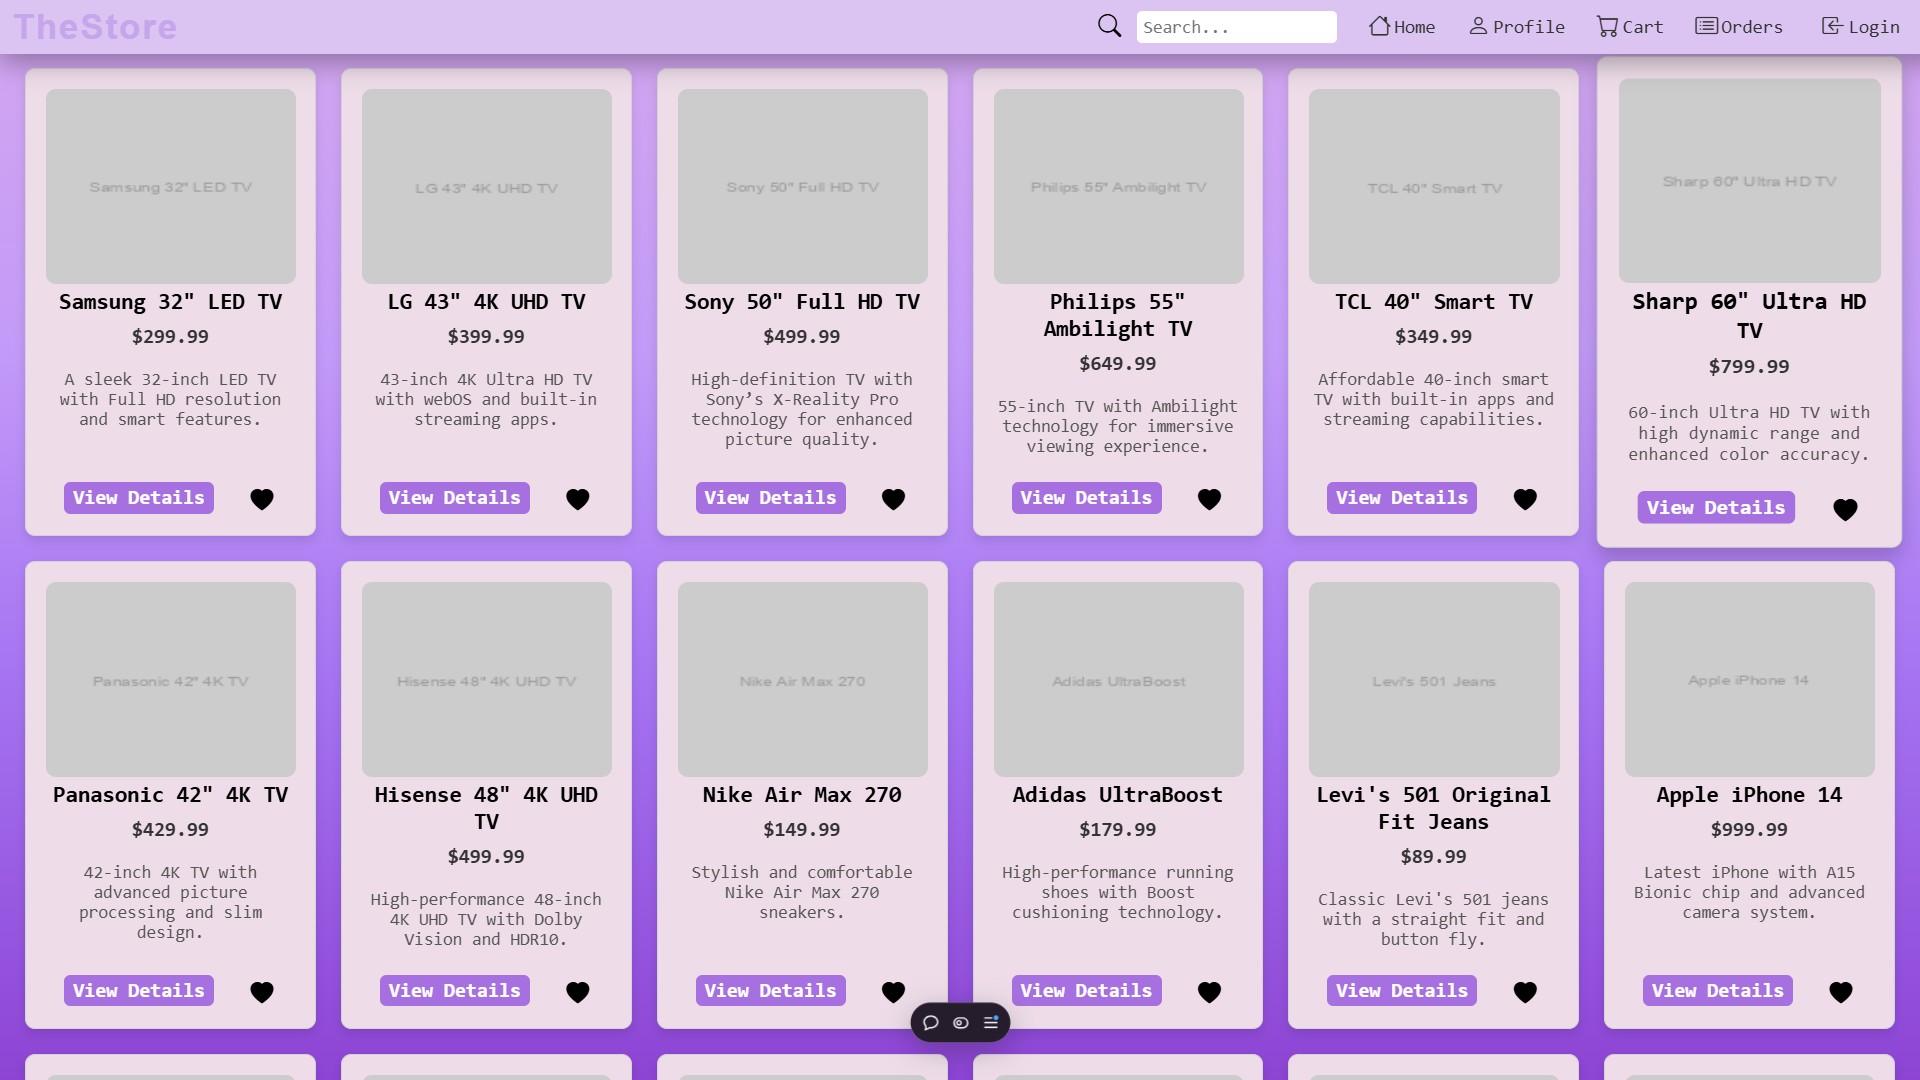 TheStore
Search...
Home
Profile
Cart
Orders
Login
Samsung 32" LED TV
Samsung 32" LED TV
$299.99
A sleek 32-inch LED TV
with Full HD resolution
and smart features.
View Details
LG 43" 4K UHD TV
LG 43" 4K UHD TV
$399.99
43-inch 4K Ultra HD TV
with webOS and built-in
streaming apps.
View Details
Sony 50" Full HD TV
Sony 50" Full HD TV
$499.99
High-definition TV with
Sony’s X-Reality Pro
technology for enhanced
picture quality.
View Details
Philips 55" Ambilight TV
Philips 55"
Ambilight TV
$649.99
55-inch TV with Ambilight
technology for immersive
viewing experience.
View Details
TCL 40" Smart TV
TCL 40" Smart TV
$349.99
Affordable 40-inch smart
TV with built-in apps and
streaming capabilities.
View Details
Sharp 60" Ultra HD TV
Sharp 60" Ultra HD
TV
$799.99
60-inch Ultra HD TV with
high dynamic range and
enhanced color accuracy.
View Details
Panasonic 42" 4K TV
Panasonic 42" 4K TV
$429.99
42-inch 4K TV with
advanced picture
processing and slim
design.
View Details
Hisense 48" 4K UHD TV
Hisense 48" 4K UHD
TV
$499.99
High-performance 48-inch
4K UHD TV with Dolby
Vision and HDR10.
View Details
Nike Air Max 270
Nike Air Max 270
$149.99
Stylish and comfortable
Nike Air Max 270
sneakers.
View Details
Adidas UltraBoost
Adidas UltraBoost
$179.99
High-performance running
shoes with Boost
cushioning technology.
View Details
Levi's 501 Jeans
Levi's 501 Original
Fit Jeans
$89.99
Classic Levi's 501 jeans
with a straight fit and
button fly.
View Details
Apple iPhone 14
Apple iPhone 14
$999.99
Latest iPhone with A15
Bionic chip and advanced
camera system.
View Details